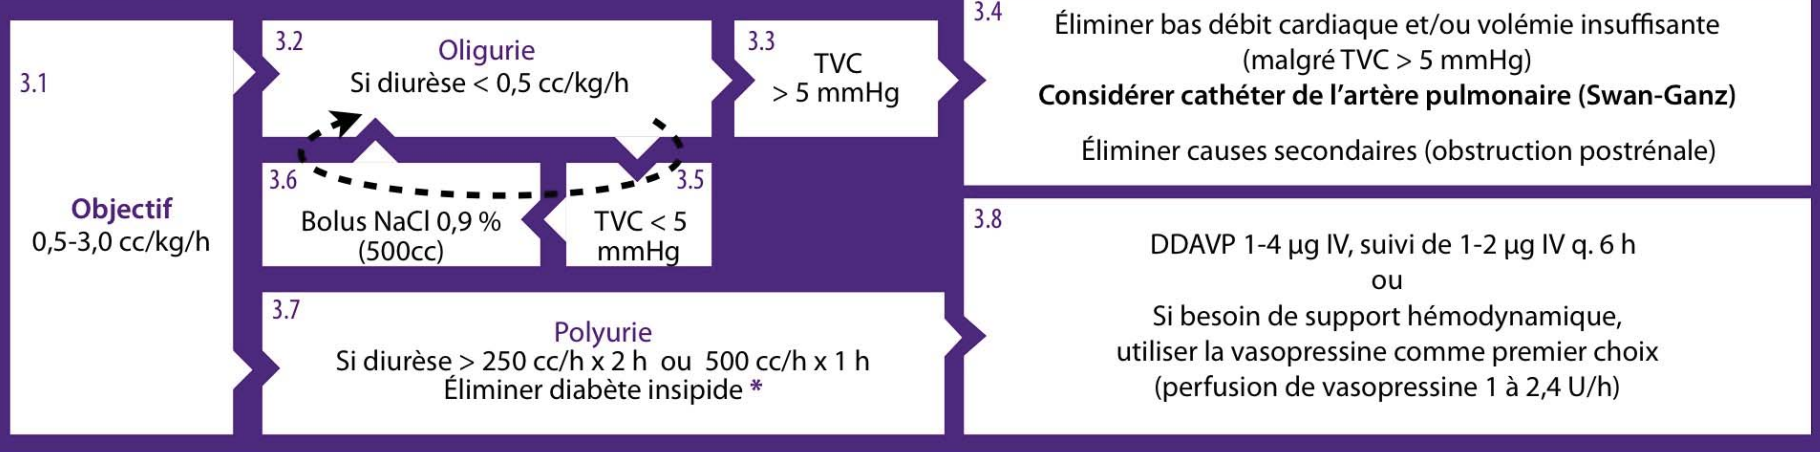 3.1
Objectif
0,5-3,0 cc/kg/h
3.2
Oligurie
Si diurèse < 0,5 cc/kg/h
3.3
TVC
> 5 mmHg
3.4
Éliminer bas débit cardiaque et/ou volémie insuffisante
(malgré TVC > 5 mmHg)
Considérer cathéter de l’artère pulmonaire (Swan-Ganz)
Éliminer causes secondaires (obstruction postrénale)
3.5
TVC < 5
mmHg
3.6
Bolus NaCl 0,9 %
(500cc)
3.7
Polyurie
Si diurèse > 250 cc/h x 2 h ou 500 cc/h x 1 h
Éliminer diabète insipide *
3.8
DDAVP 1-4 µg IV, suivi de 1-2 µg IV q. 6 h
ou
Si besoin de support hémodynamique,
utiliser la vasopressine comme premier choix
(perfusion de vasopressine 1 à 2,4 U/h)